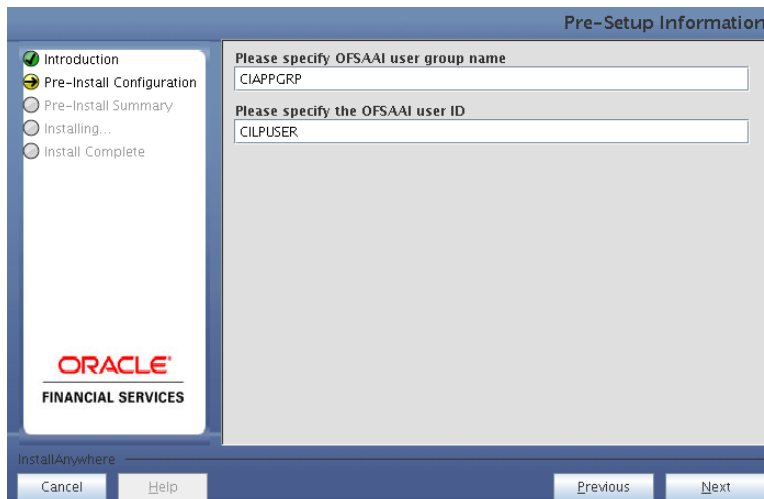 Pre-Setup Information
Introduction
Pre-Install Configuration
Pre-Install Summary
Installing...
Install Complete
Please specify OFSAAI user group name
CIAPPGRP
Please specify the OFSAAI user ID
CILPUSER
ORACLE
FINANCIAL SERVICES
InstallAnywhere
Cancel
Help
Previous
Next